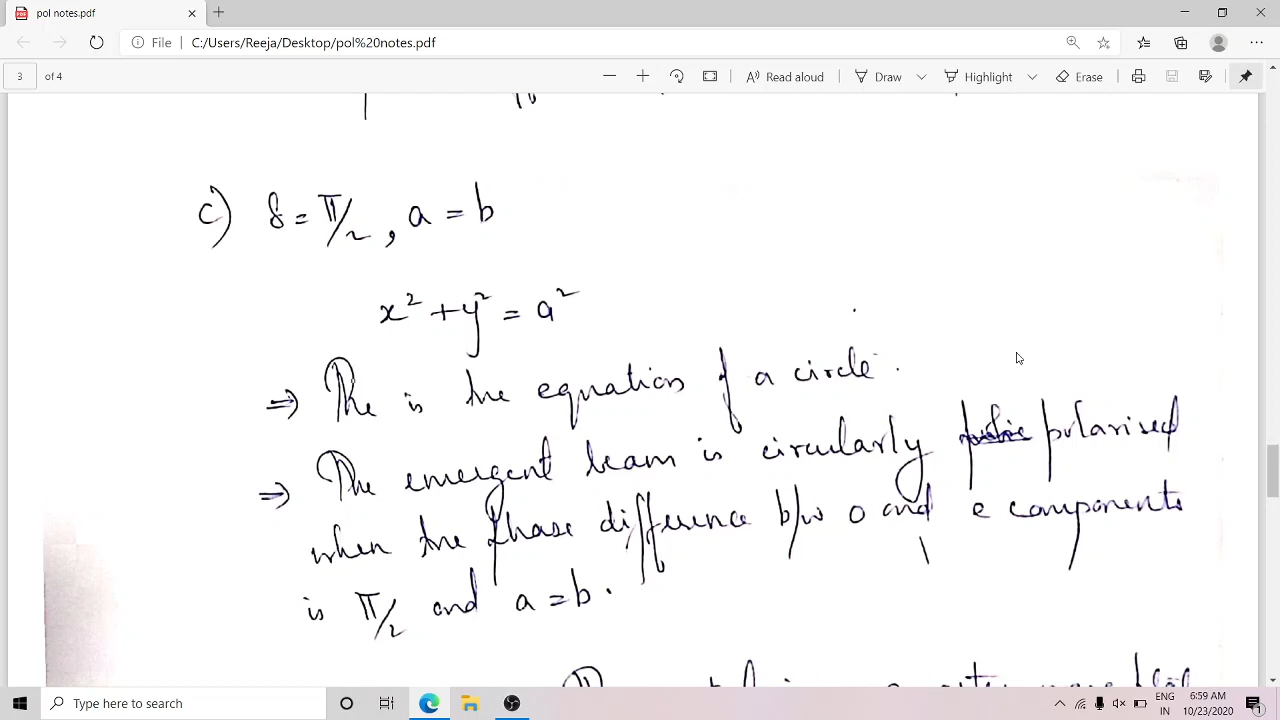 pol notes.pdf
File C:/Users/Reeja/Desktop/pol%20notes.pdf
3 of 4 Read aloud Draw Highlight Erase
c) δ = π/2, a = b
x² + y² = a²
⇒ The is the equation of a circle.
⇒ The emergent beam is circularly polarised
when the phase difference b/w o and e components
is π/2 and a = b.
Type here to search
ENG 6:59 AM
IN 10/23/2020